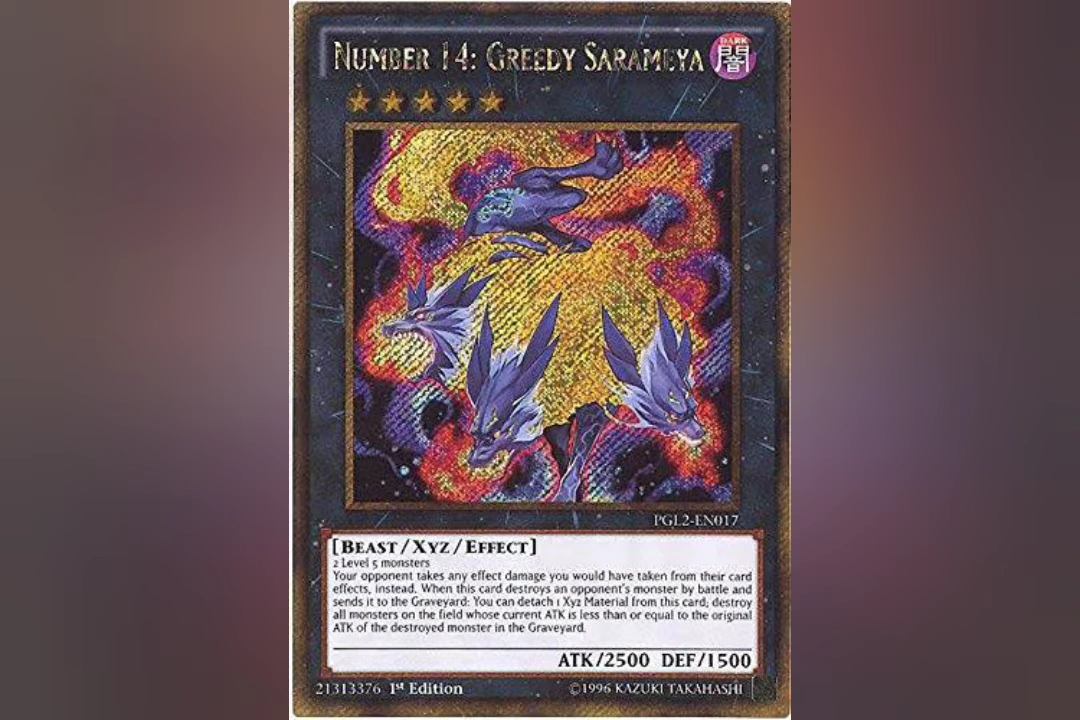 NUMBER 14: GREEDY SARAMEYA
DARK
闇
PGL2-EN017
[BEAST/XYZ/EFFECT]
2 Level 5 monsters
Your opponent takes any effect damage you would have taken from their card
effects, instead. When this card destroys an opponent's monster by battle and
sends it to the Graveyard: You can detach 1 Xyz Material from this card; destroy
all monsters on the field whose current ATK is less than or equal to the original
ATK of the destroyed monster in the Graveyard.
ATK/2500 DEF/1500
21313376 1st Edition
©1996 KAZUKI TAKAHASHI